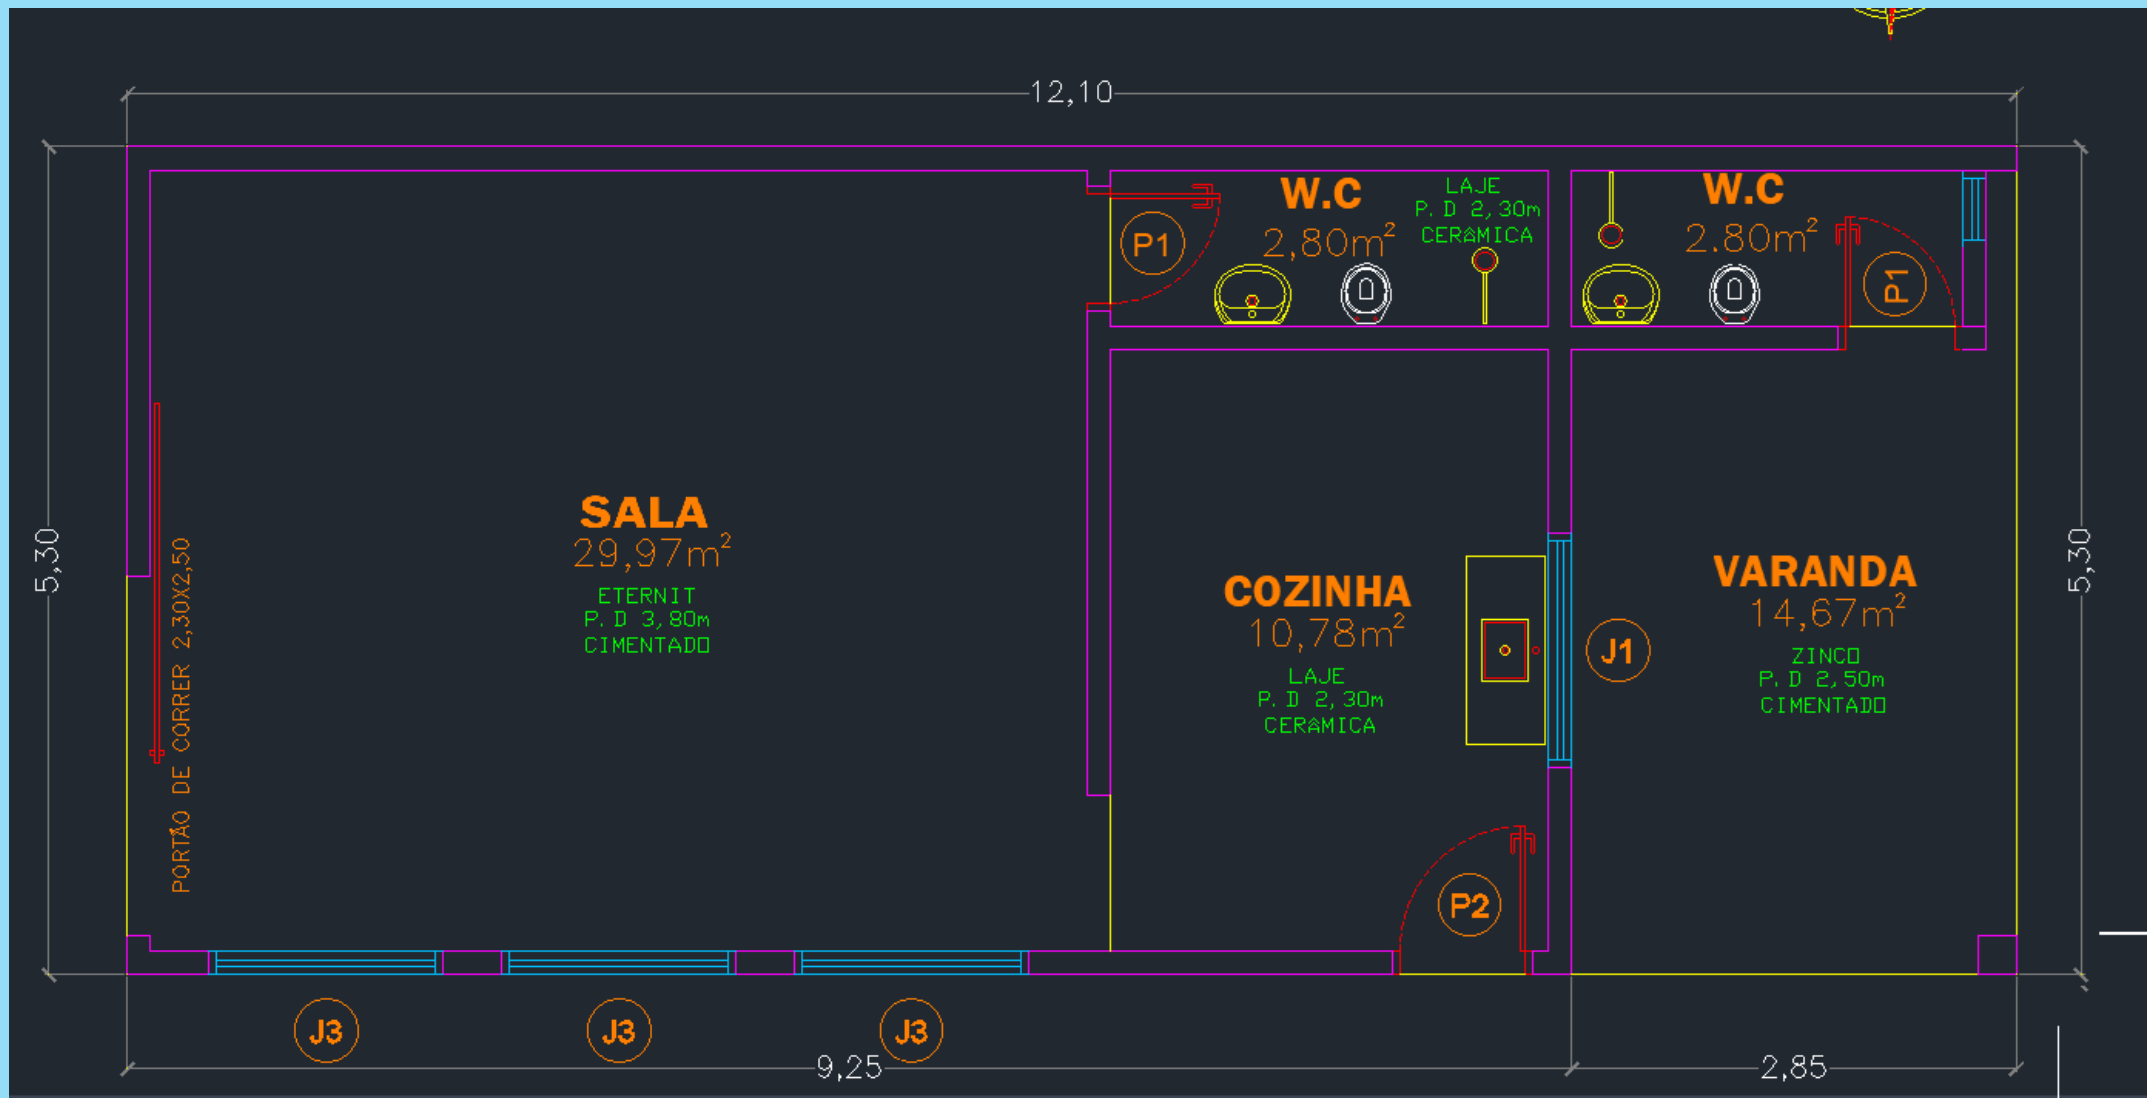 12,10
5,30
5,30
W.C
2,80m²
LAJE
P.D 2,30m
CERÂMICA
P1
W.C
2.80m²
P1
SALA
29,97m²
ETERNIT
P.D 3,80m
CIMENTADO
PORTÃO DE CORRER 2,30X2,50
COZINHA
10,78m²
LAJE
P.D 2,30m
CERÂMICA
J1
VARANDA
14,67m²
ZINCO
P.D 2,50m
CIMENTADO
P2
J3
J3
J3
9,25
2,85